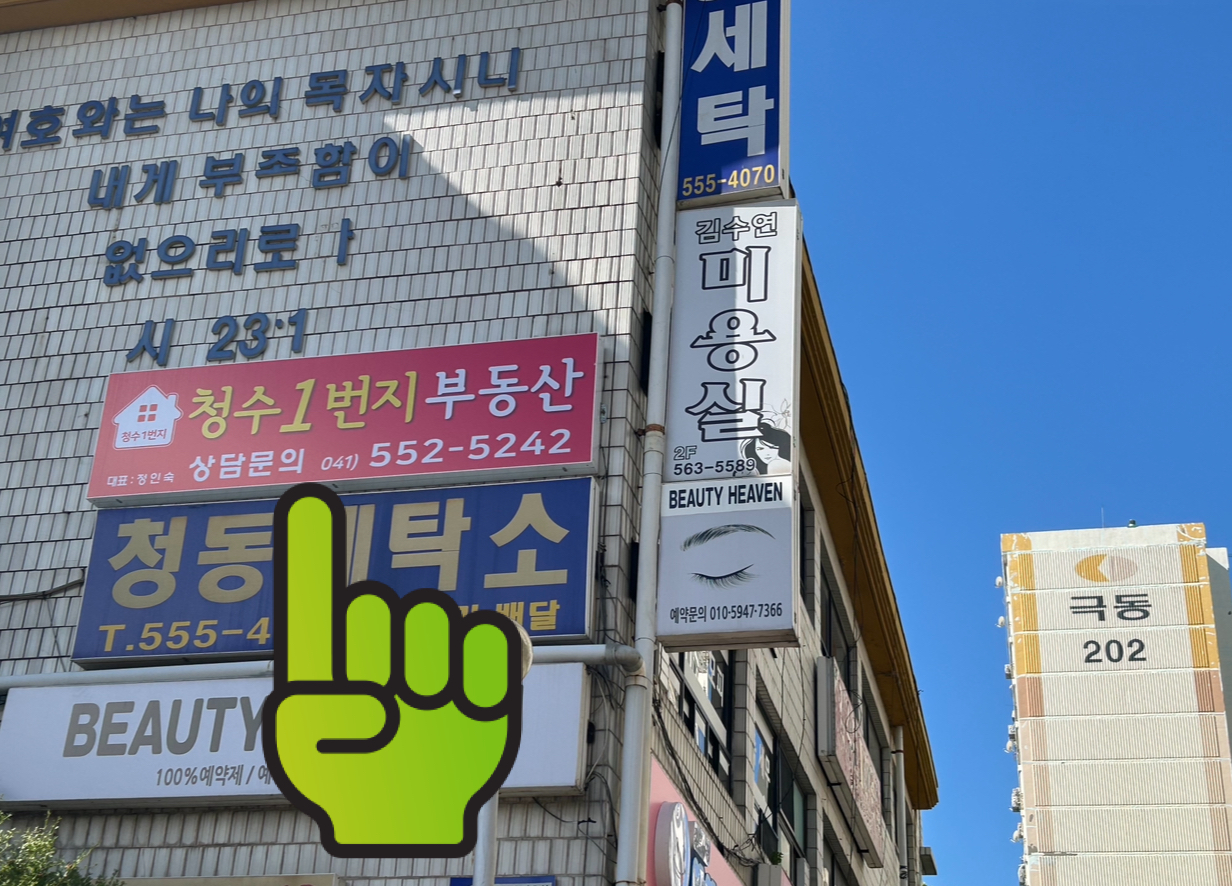 호와는 나의 목자시니
내게 부조함이
없으리로 ㅏ
시 23:1
청수1번지부동산
청수1번지
대표:정인숙
상담문의 041) 552-5242
청동 탁소
배달
T.555-4
BEAUTY
100%예약제 /
세탁
555-4070
김수연
미용실
2F
563-5589
BEAUTY HEAVEN
예약문의 010-5947-7366
극동
202